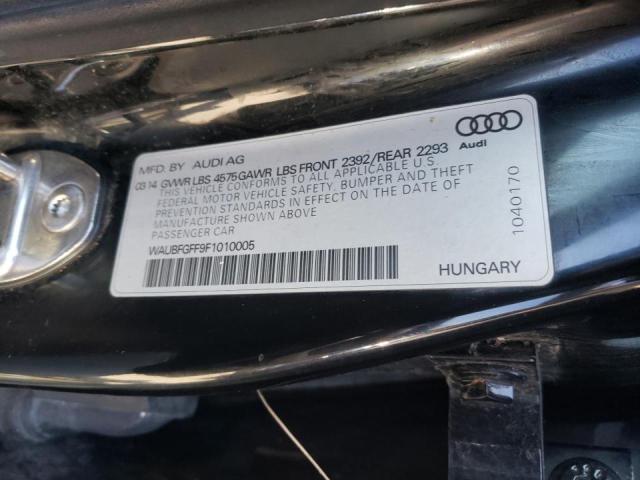 MFD. BY AUDI AG
03 14 GVWR LBS 4575 GAWR LBS FRONT 2392/REAR 2293
THIS VEHICLE CONFORMS TO ALL APPLICABLE U.S.
FEDERAL MOTOR VEHICLE SAFETY, BUMPER AND THEFT
PREVENTION STANDARDS IN EFFECT ON THE DATE OF
MANUFACTURE SHOWN ABOVE
PASSENGER CAR
WAUBFGFF9F1010005
Audi
1040170
HUNGARY